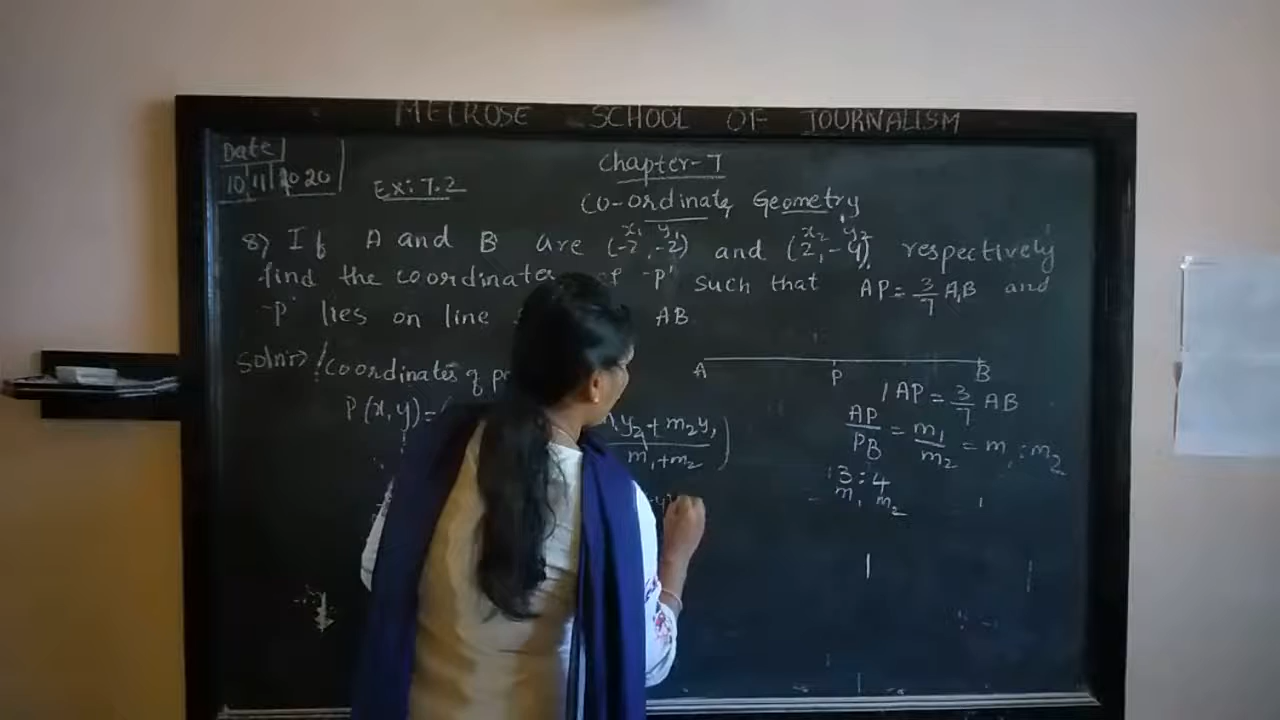 MELROSE SCHOOL OF JOURNALISM
Date
10 11 2020
Chapter-7
Ex: 7.2
Co-ordinate Geometry
x₁ y₁ x₂ y₂
8) If A and B are (-2,-2) and (2,-4) respectively
find the coordinates of 'P' such that AP = 3/7 AB and
'P' lies on line AB
Soln:> Coordinates of
A P B
P(x,y) =
y₂+m₂y₁
m₁+m₂
AP = 3/7 AB
AP/PB = m₁/m₂ = m₁:m₂
3:4
m₁ m₂